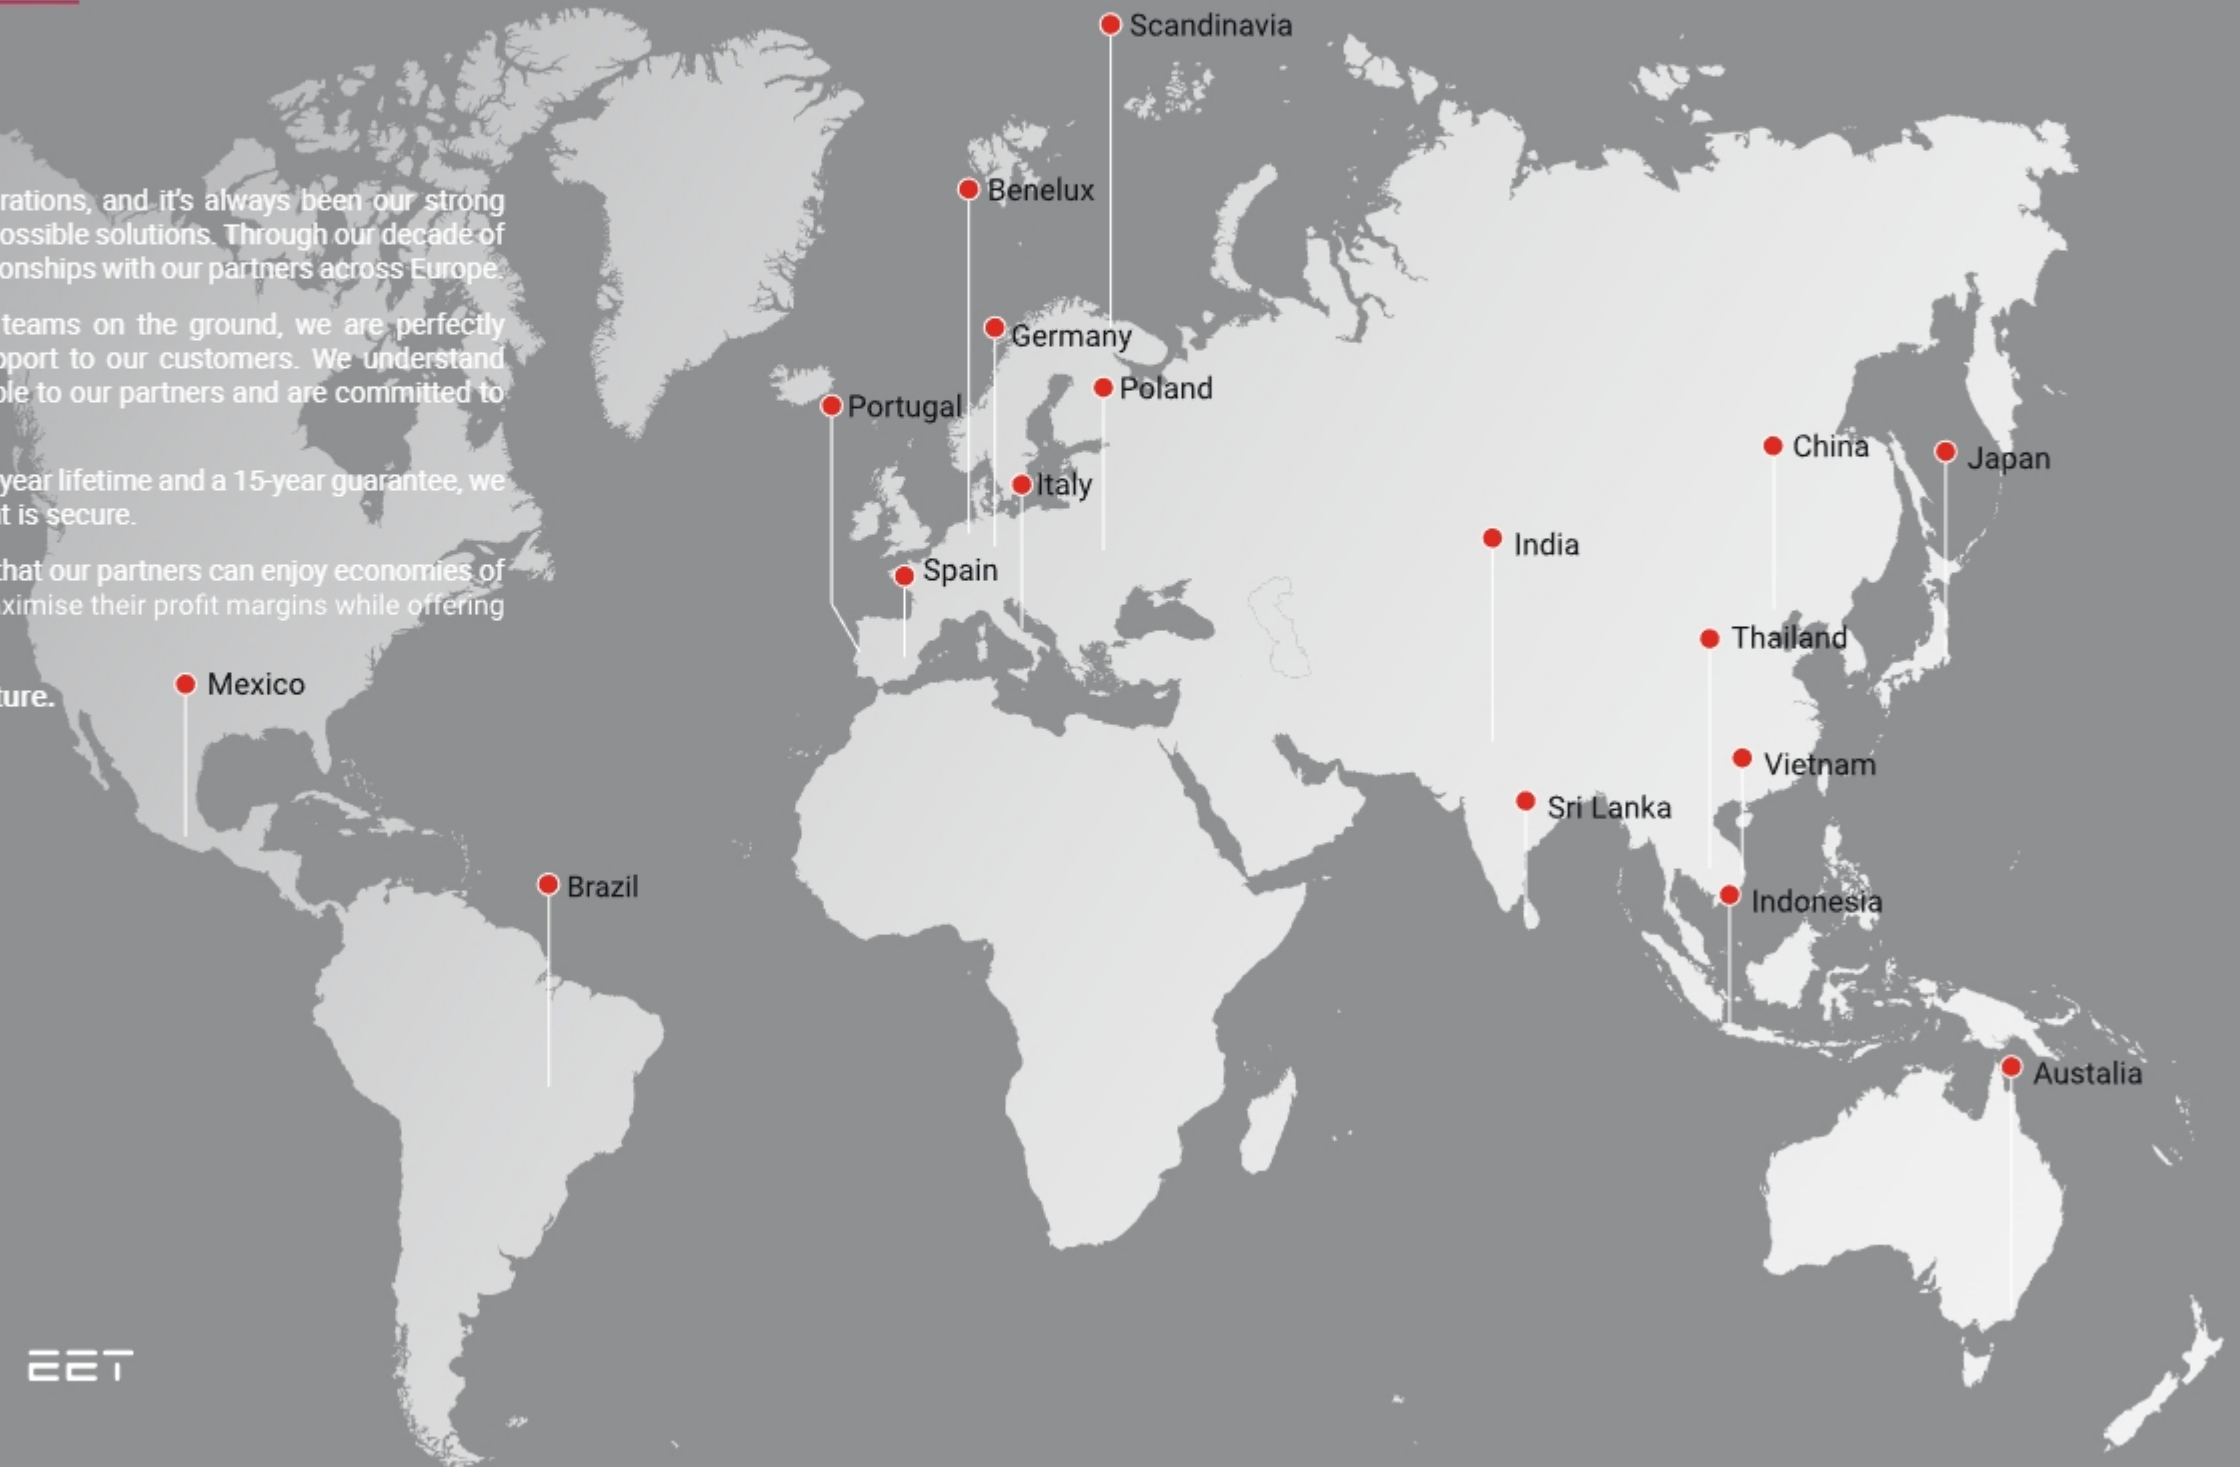 rations, and it's always been our strong
ossible solutions. Through our decade of
onships with our partners across Europe.
teams on the ground, we are perfectly
pport to our customers. We understand
ble to our partners and are committed to
year lifetime and a 15-year guarantee, we
t is secure.
that our partners can enjoy economies of
ximise their profit margins while offering
ture.
Scandinavia
Benelux
Germany
Poland
Portugal
Italy
Spain
China
Japan
India
Thailand
Mexico
Vietnam
Sri Lanka
Brazil
Indonesia
Austalia
EET